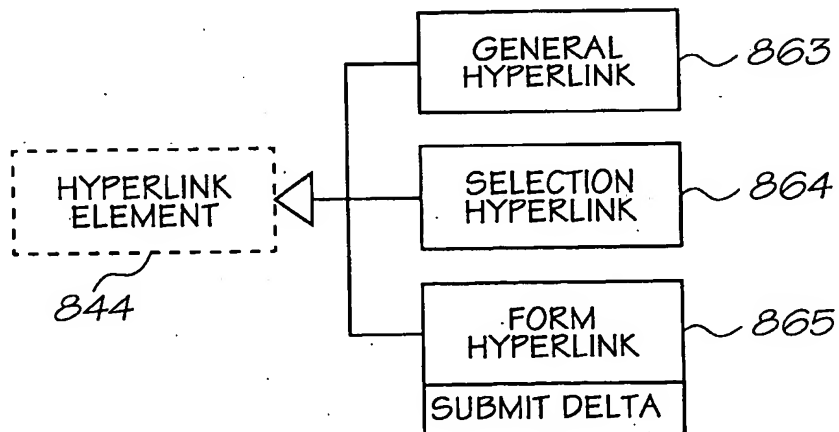 GENERAL
HYPERLINK
863
HYPERLINK
ELEMENT
844
SELECTION
HYPERLINK
864
FORM
HYPERLINK
865
SUBMIT DELTA